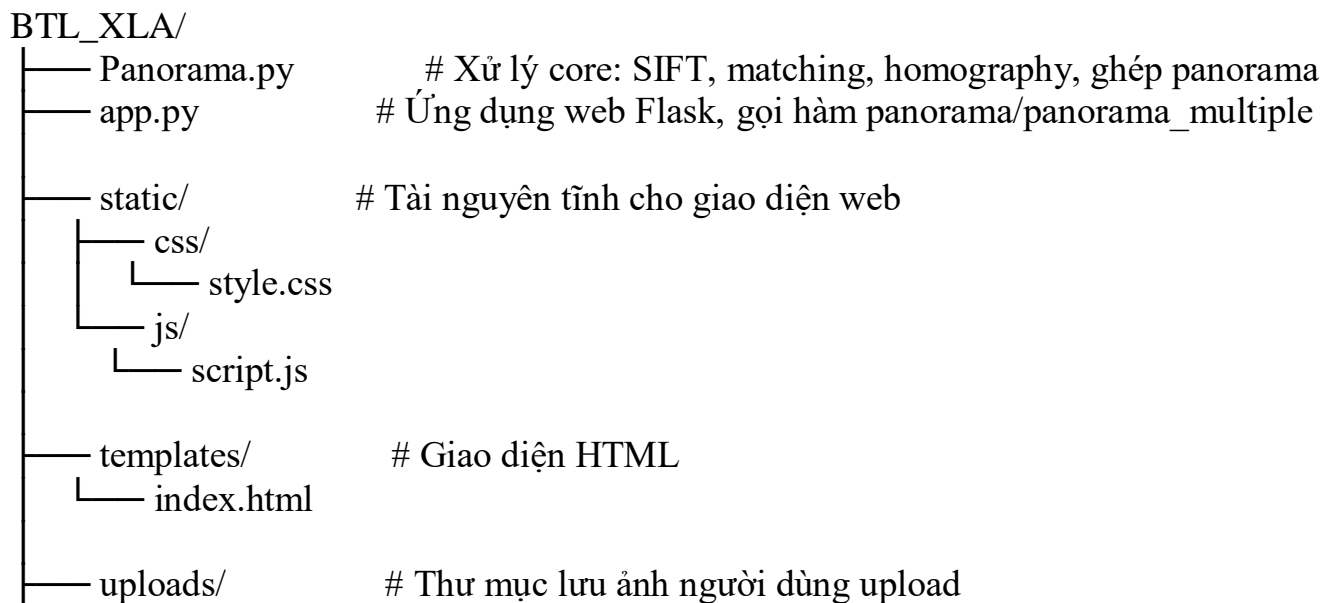 BTL_XLA/
├── Panorama.py # Xử lý core: SIFT, matching, homography, ghép panorama
├── app.py # Ứng dụng web Flask, gọi hàm panorama/panorama_multiple
│
├── static/ # Tài nguyên tĩnh cho giao diện web
│ ├── css/
│ │ └── style.css
│ └── js/
│ └── script.js
│
├── templates/ # Giao diện HTML
│ └── index.html
│
├── uploads/ # Thư mục lưu ảnh người dùng upload